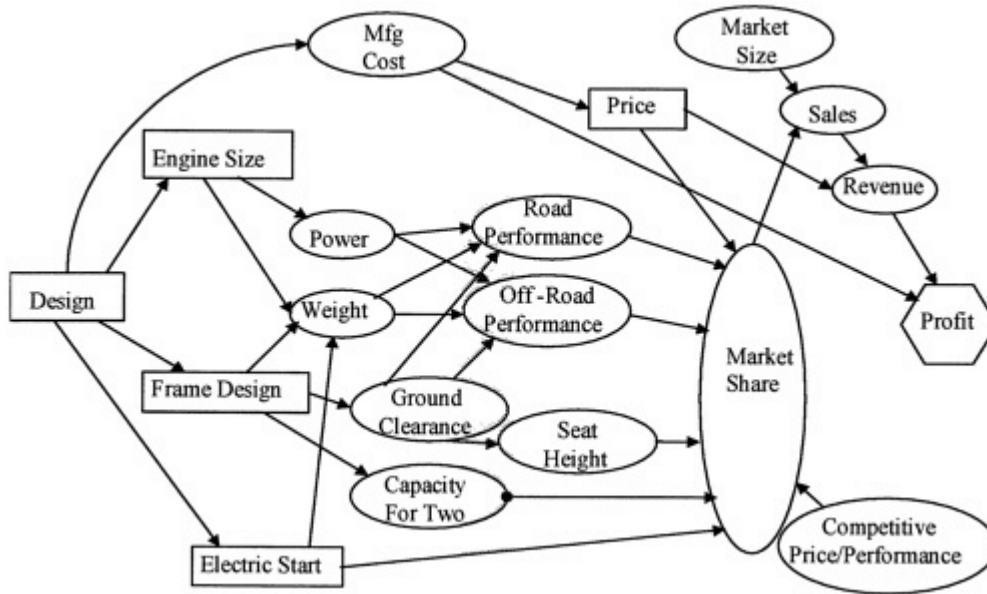 Mfg
Cost
Market
Size
Price
Sales
Engine Size
Revenue
Power
Road
Performance
Design
Weight
Off-Road
Performance
Profit
Market
Share
Frame Design
Ground
Clearance
Seat
Height
Capacity
For Two
Competitive
Price/Performance
Electric Start